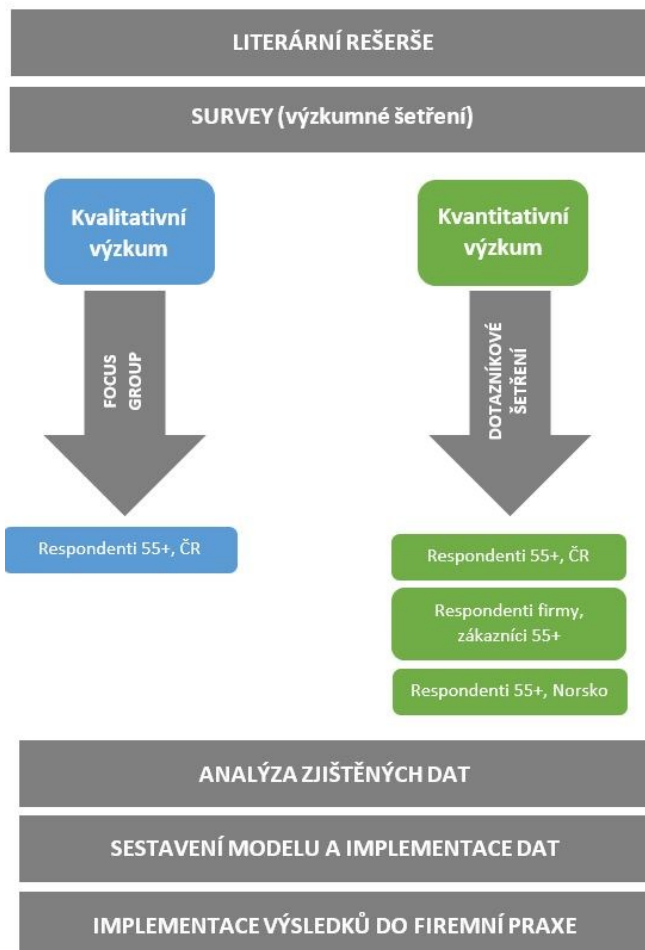 LITERÁRNÍ REŠERŠE
SURVEY (výzkumné šetření)
Kvalitativní
výzkum
FOCUS
GROUP
Respondenti 55+, ČR
Kvantitativní
výzkum
DOTAZNÍKOVÉ
ŠETŘENÍ
Respondenti 55+, ČR
Respondenti firmy,
zákazníci 55+
Respondenti 55+, Norsko
ANALÝZA ZJIŠTĚNÝCH DAT
SESTAVENÍ MODELU A IMPLEMENTACE DAT
IMPLEMENTACE VÝSLEDKŮ DO FIREMNÍ PRAXE